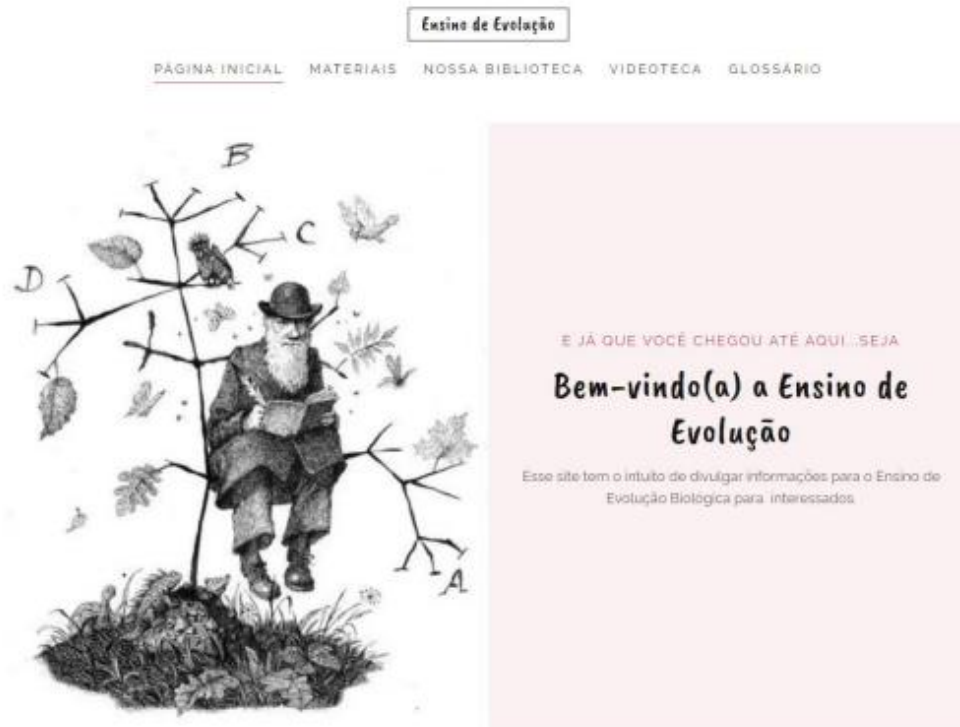 Ensino de Evolução
PÁGINA INICIAL MATERIAIS NOSSA BIBLIOTECA VIDEOTECA GLOSSÁRIO
B
C
D
A
E JÁ QUE VOCÊ CHEGOU ATÉ AQUI...SEJA
Bem-vindo(a) a Ensino de
Evolução
Esse site tem o intuito de divulgar informações para o Ensino de
Evolução Biológica para interessados.